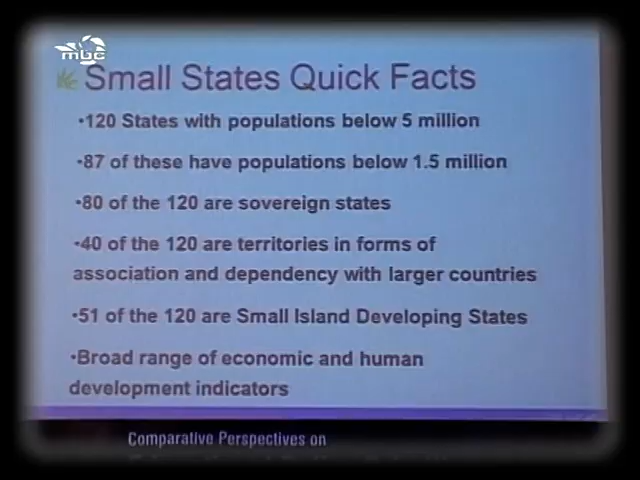 mbc
Small States Quick Facts
•120 States with populations below 5 million
•87 of these have populations below 1.5 million
•80 of the 120 are sovereign states
•40 of the 120 are territories in forms of
association and dependency with larger countries
•51 of the 120 are Small Island Developing States
•Broad range of economic and human
development indicators
Comparative Perspectives on